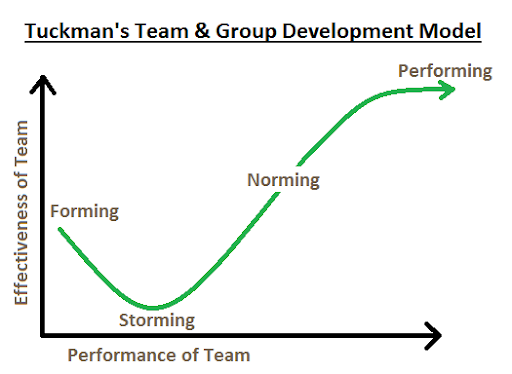 Tuckman's Team & Group Development Model
Performing
Norming
Forming
Storming
Effectiveness of Team
Performance of Team